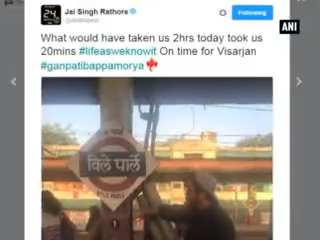 Jai Singh Rathore
Following
ANI
What would have taken us 2hrs today took us
20mins #lifeasweknowit On time for Visarjan
#ganpatibappamorya
विले पार्ले